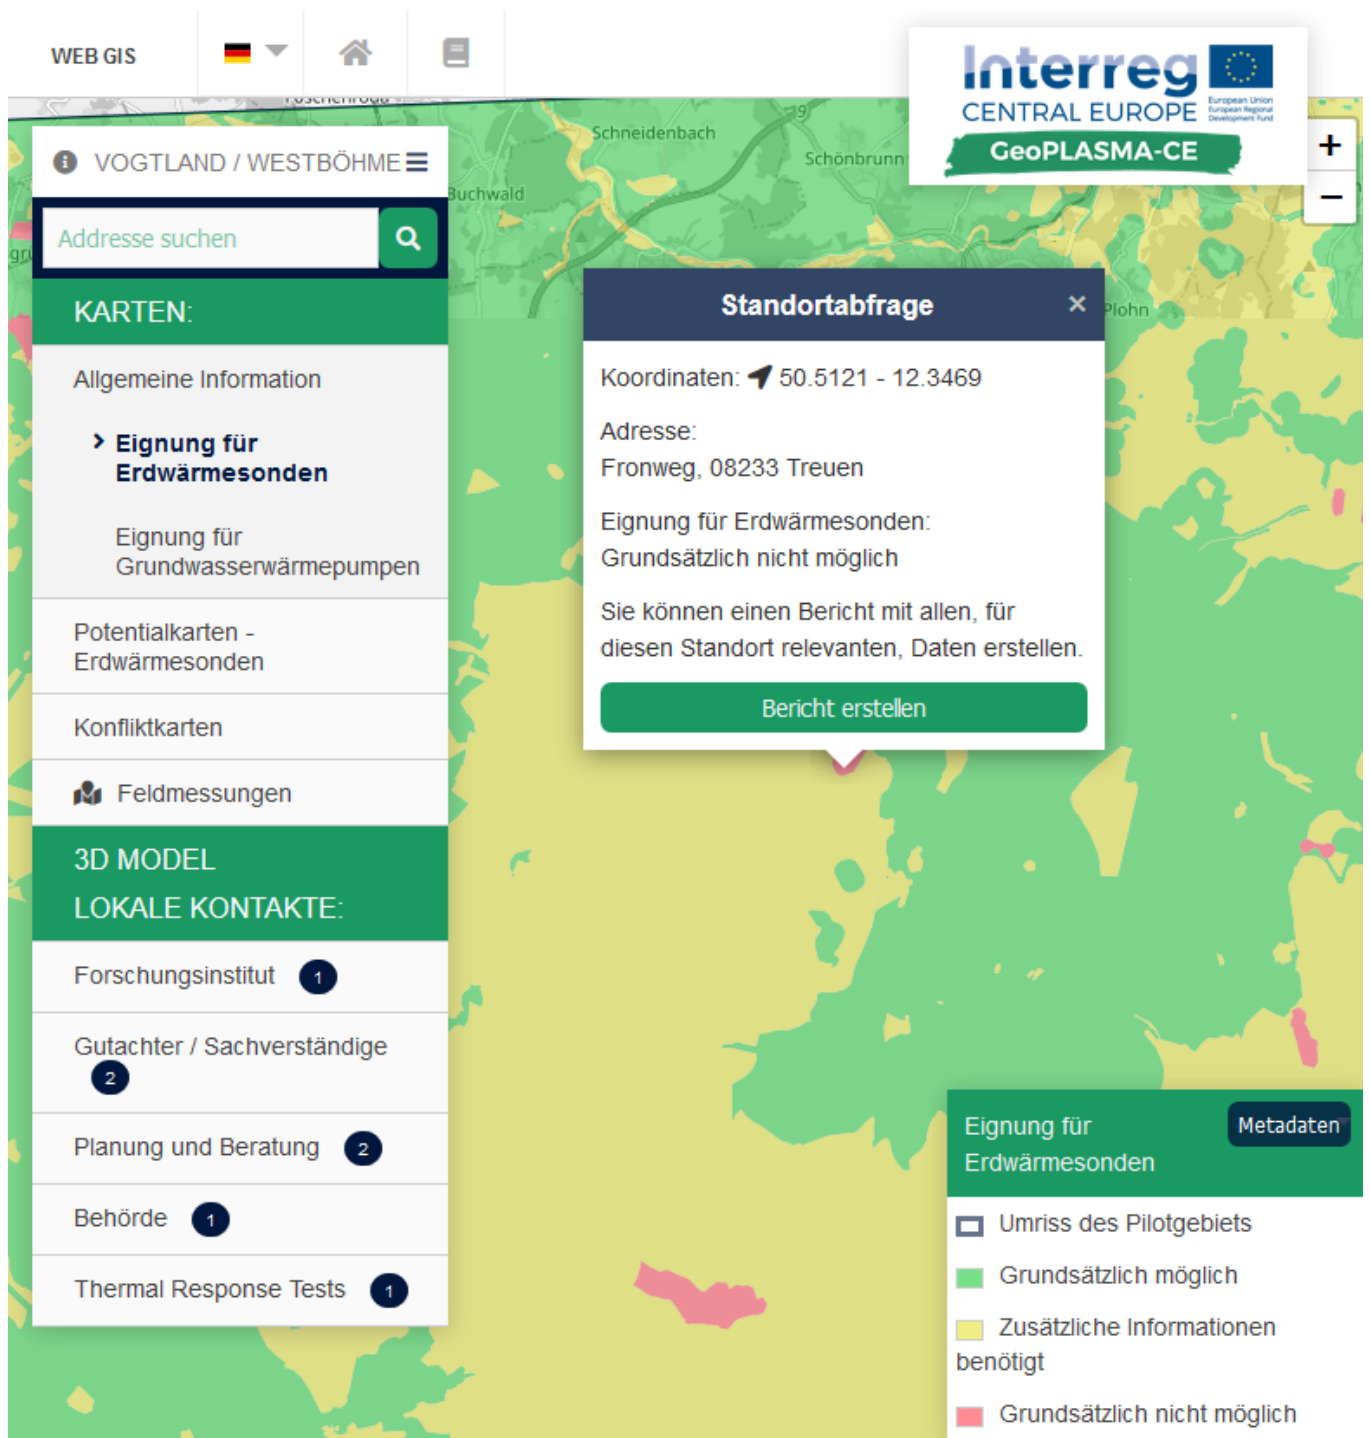 WEB GIS
Interreg
CENTRAL EUROPE
European Union
European Regional
Development Fund
GeoPLASMA-CE
+
−
Schneidenbach
Schönbrunn
Buchwald
Plohn
VOGTLAND / WESTBÖHME
Addresse suchen
KARTEN:
Allgemeine Information
Eignung für
Erdwärmesonden
Eignung für
Grundwasserwärmepumpen
Potentialkarten -
Erdwärmesonden
Konfliktkarten
Feldmessungen
3D MODEL
LOKALE KONTAKTE:
Forschungsinstitut 1
Gutachter / Sachverständige
2
Planung und Beratung 2
Behörde 1
Thermal Response Tests 1
Standortabfrage ×
Koordinaten: 50.5121 - 12.3469
Adresse:
Fronweg, 08233 Treuen
Eignung für Erdwärmesonden:
Grundsätzlich nicht möglich
Sie können einen Bericht mit allen, für
diesen Standort relevanten, Daten erstellen.
Bericht erstellen
Eignung für
Erdwärmesonden
Metadaten
Umriss des Pilotgebiets
Grundsätzlich möglich
Zusätzliche Informationen
benötigt
Grundsätzlich nicht möglich